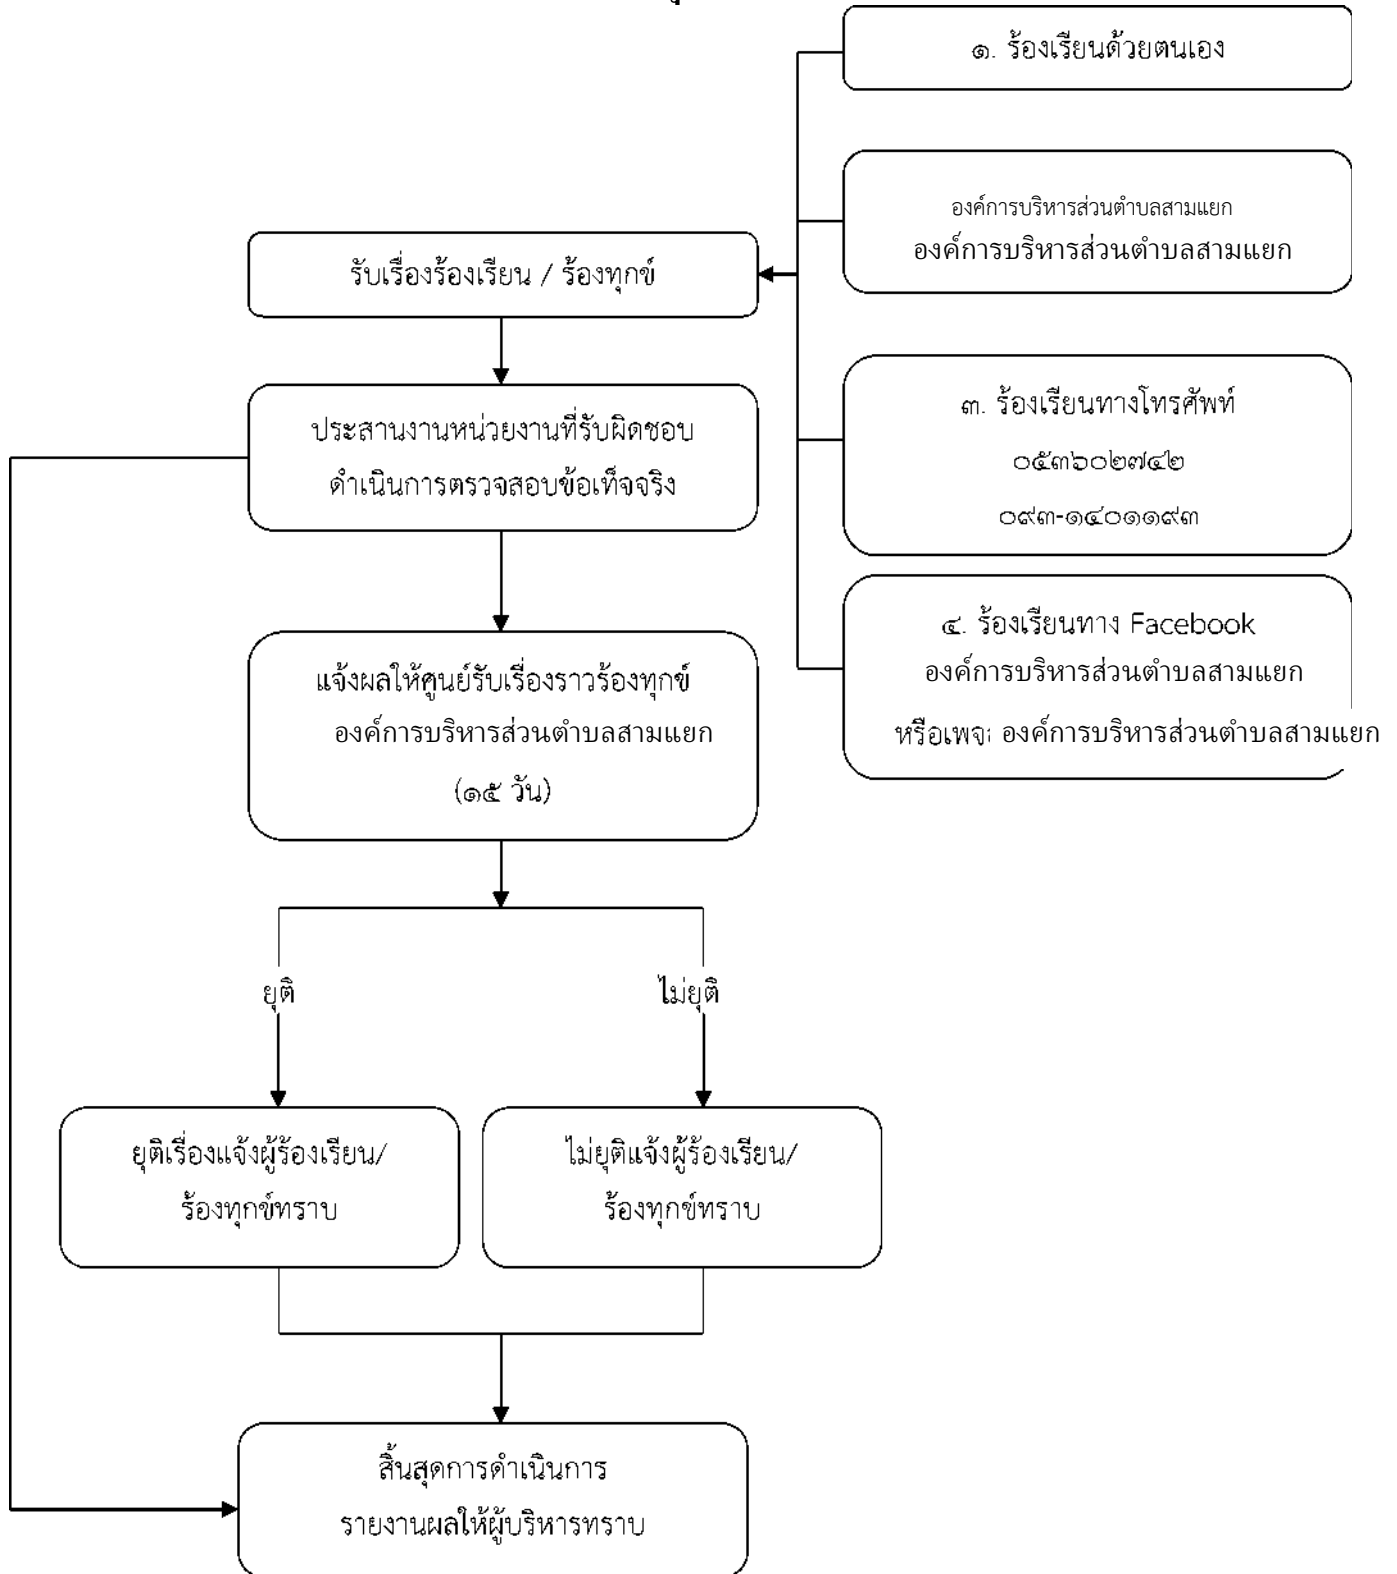 ๑. ร้องเรียนด้วยตนเอง
องค์การบริหารส่วนตำบลสามแยก
องค์การบริหารส่วนตำบลสามแยก
รับเรื่องร้องเรียน / ร้องทุกข์
๓. ร้องเรียนทางโทรศัพท์
๐๕๓๖๐๒๗๔๒
๐๙๓-๑๔๐๑๑๙๓
ประสานงานหน่วยงานที่รับผิดชอบ
ดำเนินการตรวจสอบข้อเท็จจริง
๔. ร้องเรียนทาง Facebook
องค์การบริหารส่วนตำบลสามแยก
หรือเพจ องค์การบริหารส่วนตำบลสามแยก
แจ้งผลให้ศูนย์รับเรื่องราวร้องทุกข์
องค์การบริหารส่วนตำบลสามแยก
(๑๕ วัน)
ยุติ
ไม่ยุติ
ยุติเรื่องแจ้งผู้ร้องเรียน/
ร้องทุกข์ทราบ
ไม่ยุติแจ้งผู้ร้องเรียน/
ร้องทุกข์ทราบ
สิ้นสุดการดำเนินการ
รายงานผลให้ผู้บริหารทราบ